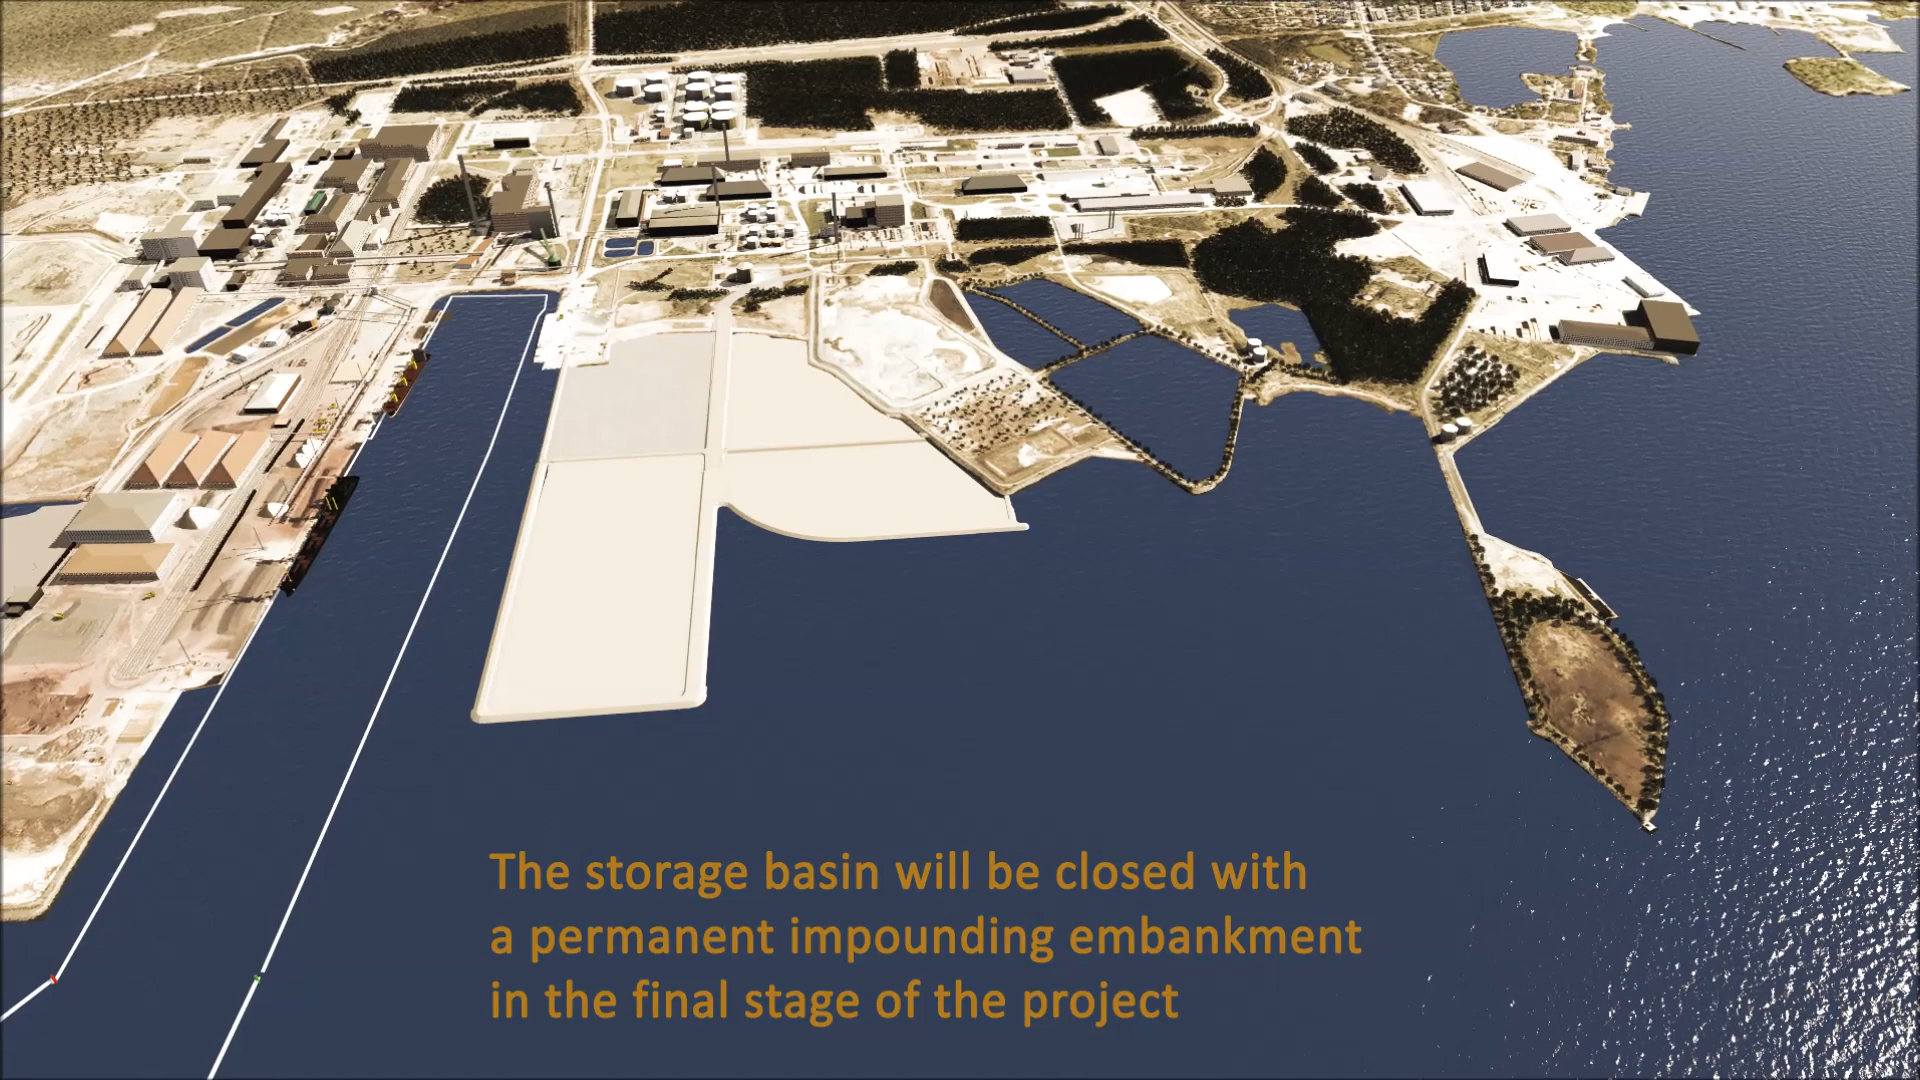 The storage basin will be closed with
a permanent impounding embankment
in the final stage of the project